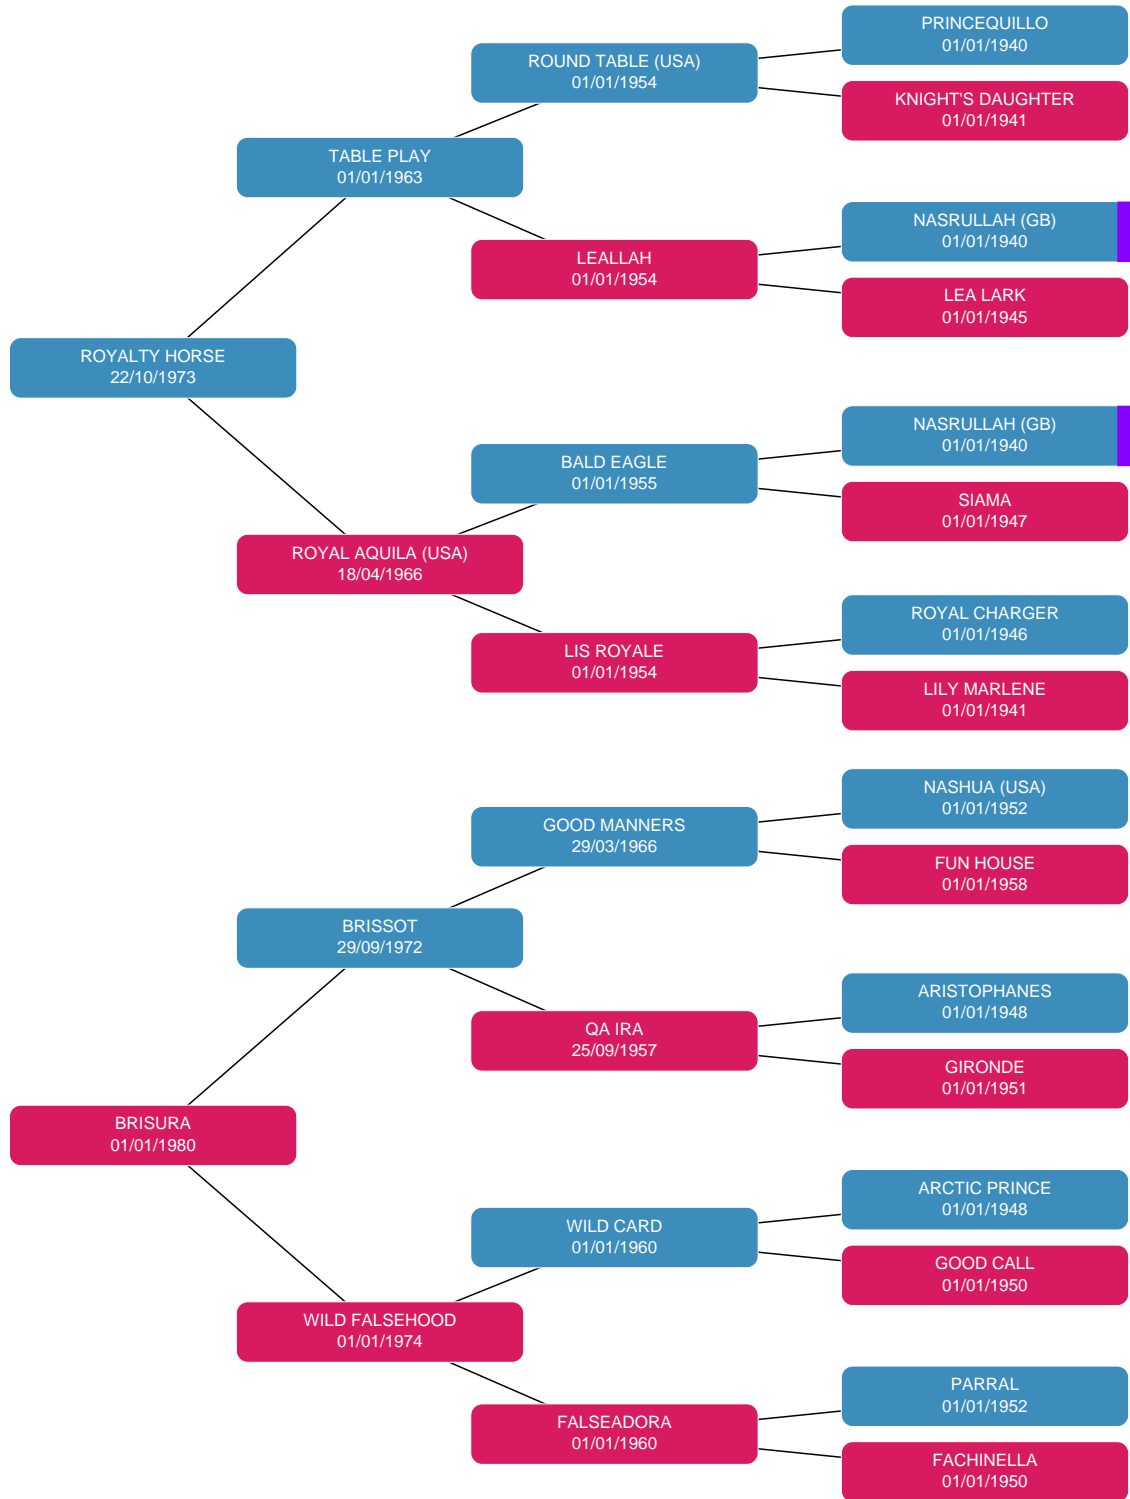 PRINCEQUILLO
01/01/1940
ROUND TABLE (USA)
01/01/1954
KNIGHT'S DAUGHTER
01/01/1941
TABLE PLAY
01/01/1963
NASRULLAH (GB)
01/01/1940
LEALLAH
01/01/1954
LEA LARK
01/01/1945
ROYALTY HORSE
22/10/1973
NASRULLAH (GB)
01/01/1940
BALD EAGLE
01/01/1955
SIAMA
01/01/1947
ROYAL AQUILA (USA)
18/04/1966
ROYAL CHARGER
01/01/1946
LIS ROYALE
01/01/1954
LILY MARLENE
01/01/1941
NASHUA (USA)
01/01/1952
GOOD MANNERS
29/03/1966
FUN HOUSE
01/01/1958
BRISSOT
29/09/1972
ARISTOPHANES
01/01/1948
QA IRA
25/09/1957
GIRONDE
01/01/1951
BRISURA
01/01/1980
ARCTIC PRINCE
01/01/1948
WILD CARD
01/01/1960
GOOD CALL
01/01/1950
WILD FALSEHOOD
01/01/1974
PARRAL
01/01/1952
FALSEADORA
01/01/1960
FACHINELLA
01/01/1950